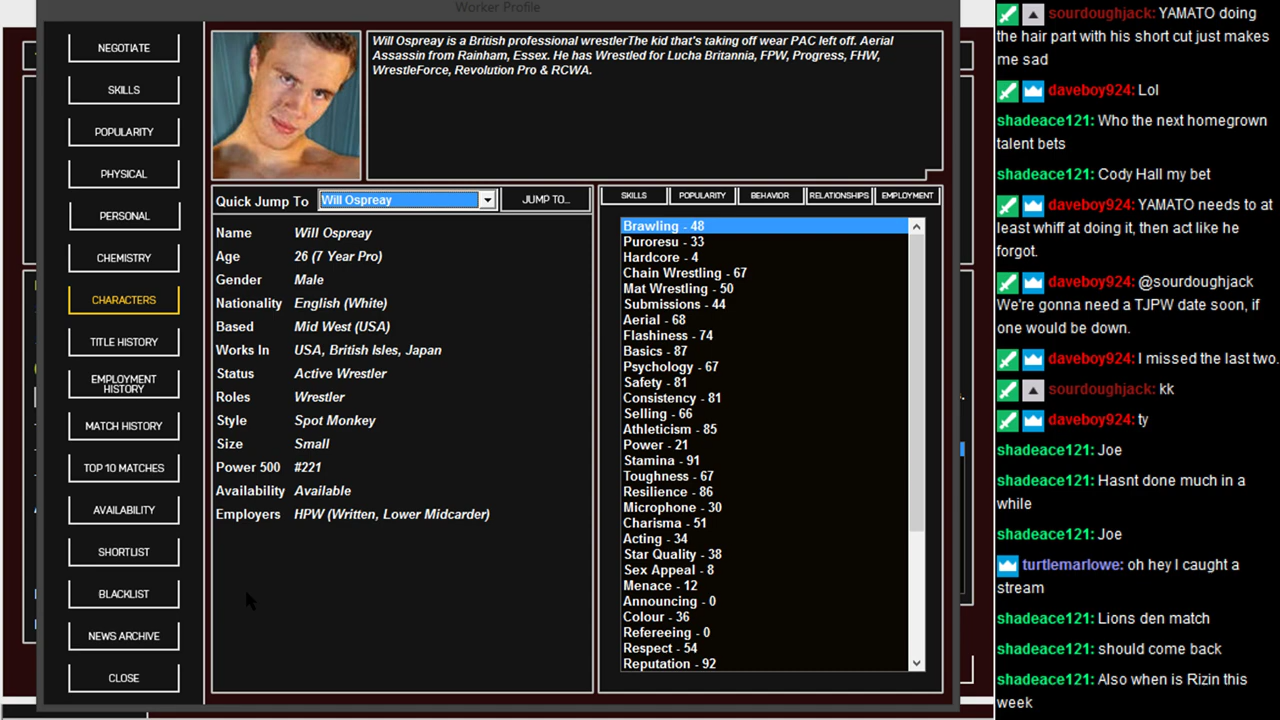 Worker Profile
NEGOTIATE
SKILLS
POPULARITY
PHYSICAL
PERSONAL
CHEMISTRY
CHARACTERS
TITLE HISTORY
EMPLOYMENT
HISTORY
MATCH HISTORY
TOP 10 MATCHES
AVAILABILITY
SHORTLIST
BLACKLIST
NEWS ARCHIVE
CLOSE
Will Ospreay is a British professional wrestlerThe kid that's taking off wear PAC left off. Aerial
Assassin from Rainham, Essex. He has Wrestled for Lucha Britannia, FPW, Progress, FHW,
WrestleForce, Revolution Pro & RCWA.
Quick Jump To Will Ospreay JUMP TO...
Name Will Ospreay
Age 26 (7 Year Pro)
Gender Male
Nationality English (White)
Based Mid West (USA)
Works In USA, British Isles, Japan
Status Active Wrestler
Roles Wrestler
Style Spot Monkey
Size Small
Power 500 #221
Availability Available
Employers HPW (Written, Lower Midcarder)
SKILLS POPULARITY BEHAVIOR RELATIONSHIPS EMPLOYMENT
Brawling - 48
Puroresu - 33
Hardcore - 4
Chain Wrestling - 67
Mat Wrestling - 50
Submissions - 44
Aerial - 68
Flashiness - 74
Basics - 87
Psychology - 67
Safety - 81
Consistency - 81
Selling - 66
Athleticism - 85
Power - 21
Stamina - 91
Toughness - 67
Resilience - 86
Microphone - 30
Charisma - 51
Acting - 34
Star Quality - 38
Sex Appeal - 8
Menace - 12
Announcing - 0
Colour - 36
Refereeing - 0
Respect - 54
Reputation - 92
sourdoughjack: YAMATO doing
the hair part with his short cut just makes
me sad
daveboy924: Lol
shadeace121: Who the next homegrown
talent bets
shadeace121: Cody Hall my bet
daveboy924: YAMATO needs to at
least whiff at doing it, then act like he
forgot.
daveboy924: @sourdoughjack
We're gonna need a TJPW date soon, if
one would be down.
daveboy924: I missed the last two.
sourdoughjack: kk
daveboy924: ty
shadeace121: Joe
shadeace121: Hasnt done much in a
while
shadeace121: Joe
turtlemarlowe: oh hey I caught a
stream
shadeace121: Lions den match
shadeace121: should come back
shadeace121: Also when is Rizin this
week